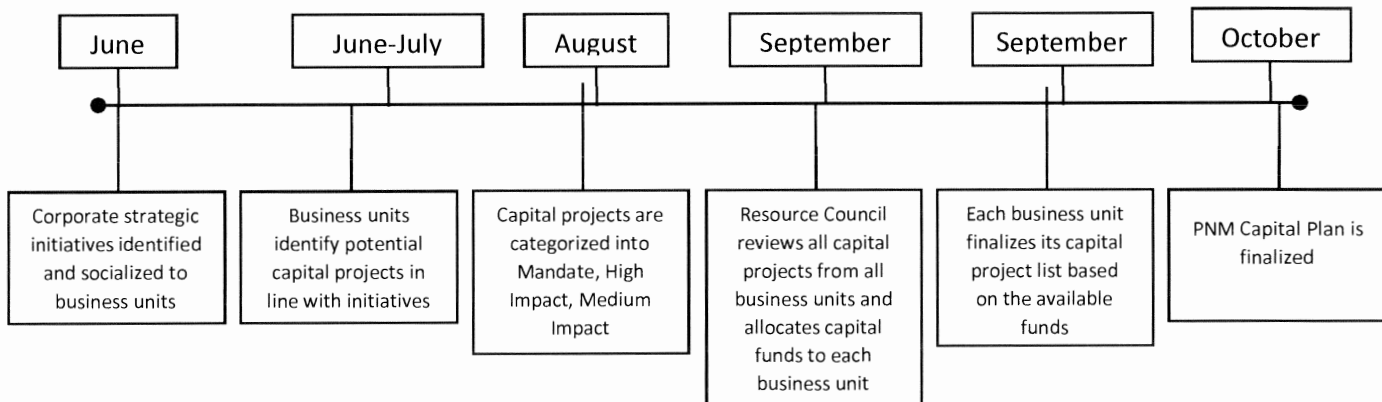 June
June-July
August
September
September
October
Corporate strategic
initiatives identified
and socialized to
business units
Business units
identify potential
capital projects in
line with initiatives
Capital projects are
categorized into
Mandate, High
Impact, Medium
Impact
Resource Council
reviews all capital
projects from all
business units and
allocates capital
funds to each
business unit
Each business unit
finalizes its capital
project list based
on the available
funds
PNM Capital Plan is
finalized